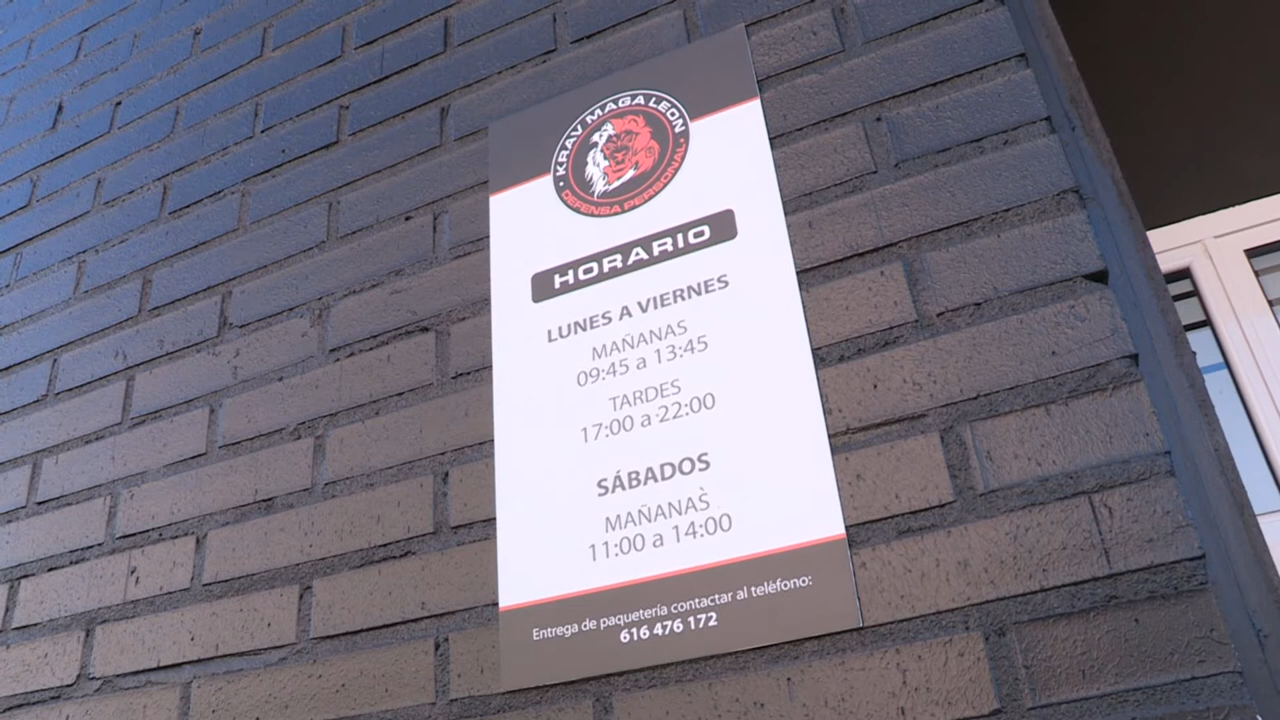 KRAV MAGA LEON
DEFENSA PERSONAL
HORARIO
LUNES A VIERNES
MAÑANAS
09:45 a 13:45
TARDES
17:00 a 22:00
SÁBADOS
MAÑANAS
11:00 a 14:00
Entrega de paquetería contactar al teléfono:
616 476 172